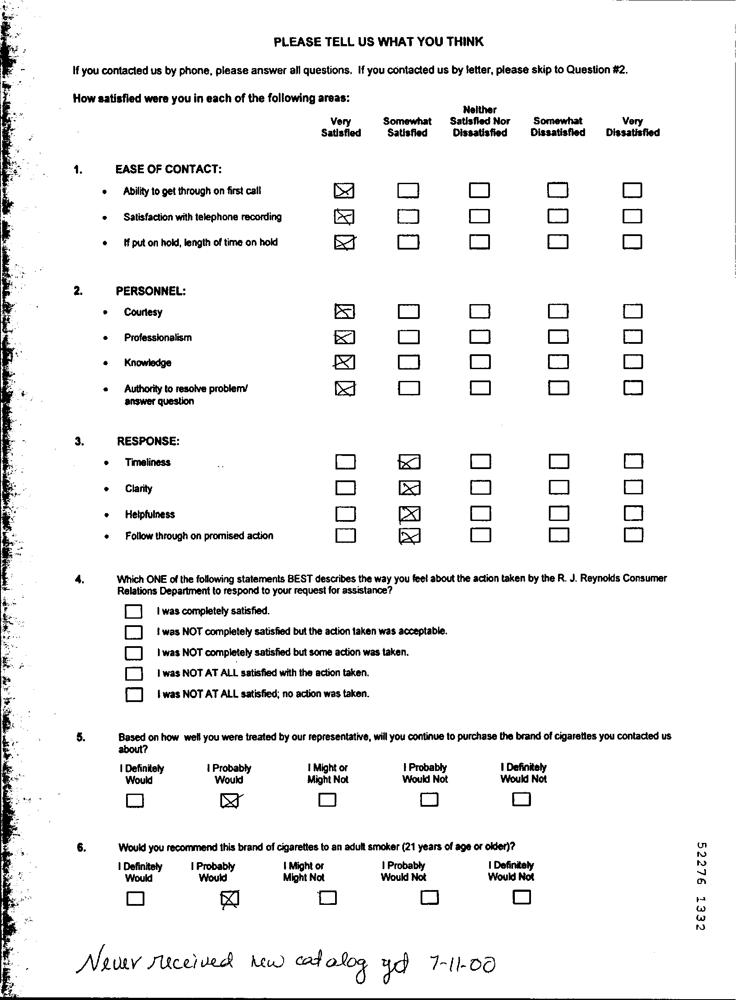 PLEASE TELL US WHAT YOU THINK
If you contacted us by phone, please answer all questions. If you contacted us by letter, please skip to Question #2.
How satisfied were you in each of the following areas:
Very Satisfied Somewhat Satisfied Neither Satisfied Nor Dissatisfied Somewhat Dissatisfied Very Dissatisfied
1. EASE OF CONTACT:
• Ability to get through on first call
• Satisfaction with telephone recording
• If put on hold, length of time on hold
2. PERSONNEL:
• Courtesy
• Professionalism
• Knowledge
• Authority to resolve problem/
answer question
3. RESPONSE:
• Timeliness
• Clarity
• Helpfulness
• Follow through on promised action
4. Which ONE of the following statements BEST describes the way you feel about the action taken by the R. J. Reynolds Consumer
Relations Department to respond to your request for assistance?
I was completely satisfied.
I was NOT completely satisfied but the action taken was acceptable.
I was NOT completely satisfied but some action was taken.
I was NOT AT ALL satisfied with the action taken.
I was NOT AT ALL satisfied; no action was taken.
5. Based on how well you were treated by our representative, will you continue to purchase the brand of cigarettes you contacted us
about?
I Definitely I Probably I Might or I Probably I Definitely
Would Would Might Not Would Not Would Not
6. Would you recommend this brand of cigarettes to an adult smoker (21 years of age or older)?
I Definitely I Probably I Might or I Probably I Definitely
Would Would Might Not Would Not Would Not
Never received new catalog yet 7-11-00
52276 1332